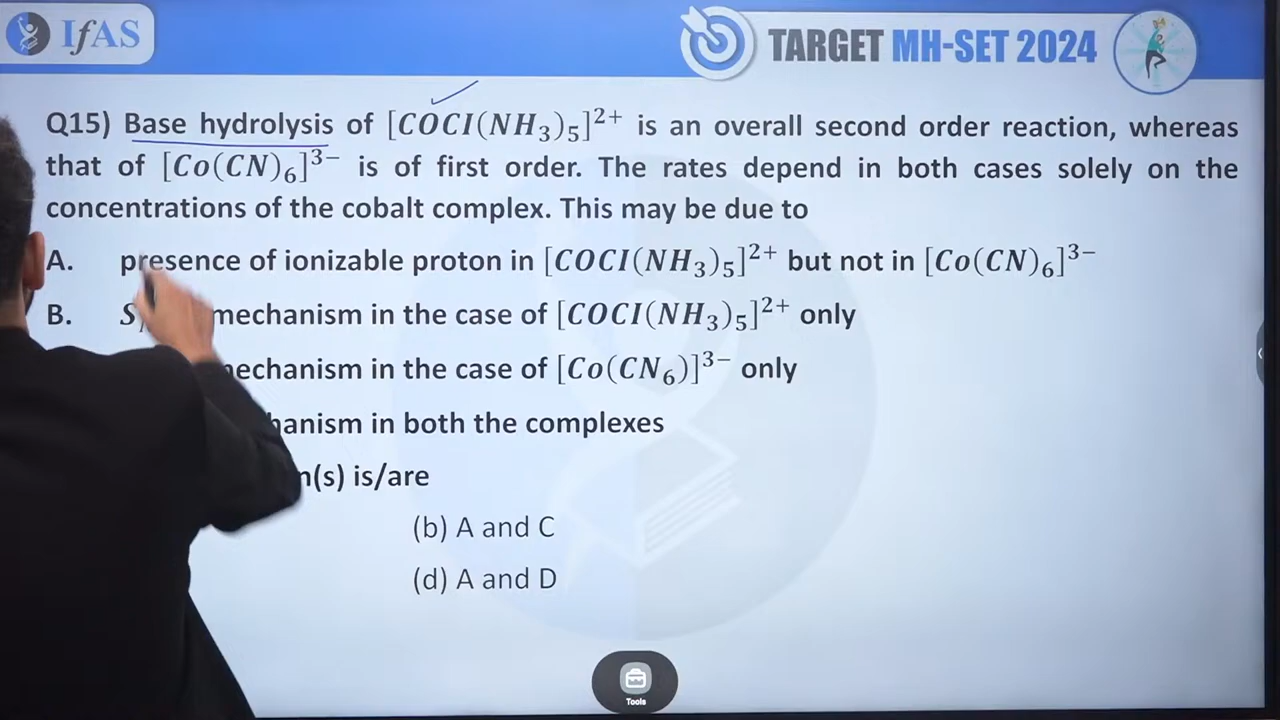 IfAS
TARGET MH-SET 2024
Q15) Base hydrolysis of [COCI(NH₃)₅]²⁺ is an overall second order reaction, whereas
that of [Co(CN)₆]³⁻ is of first order. The rates depend in both cases solely on the
concentrations of the cobalt complex. This may be due to
A. presence of ionizable proton in [COCI(NH₃)₅]²⁺ but not in [Co(CN)₆]³⁻
B. mechanism in the case of [COCI(NH₃)₅]²⁺ only
in the case of [Co(CN₆)]³⁻ only
in both the complexes
is/are
(b) A and C
(d) A and D
Tools